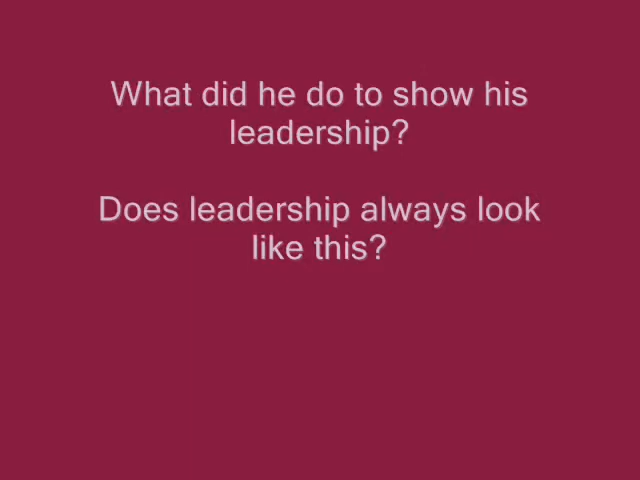 What did he do to show his
leadership?
Does leadership always look
like this?